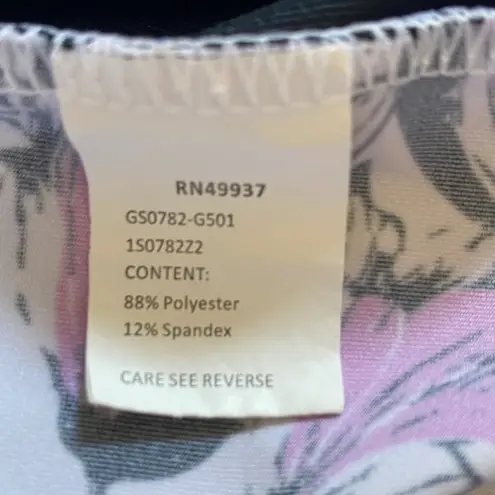 RN49937
GS0782-G501
1S0782Z2
CONTENT:
88% Polyester
12% Spandex
CARE SEE REVERSE